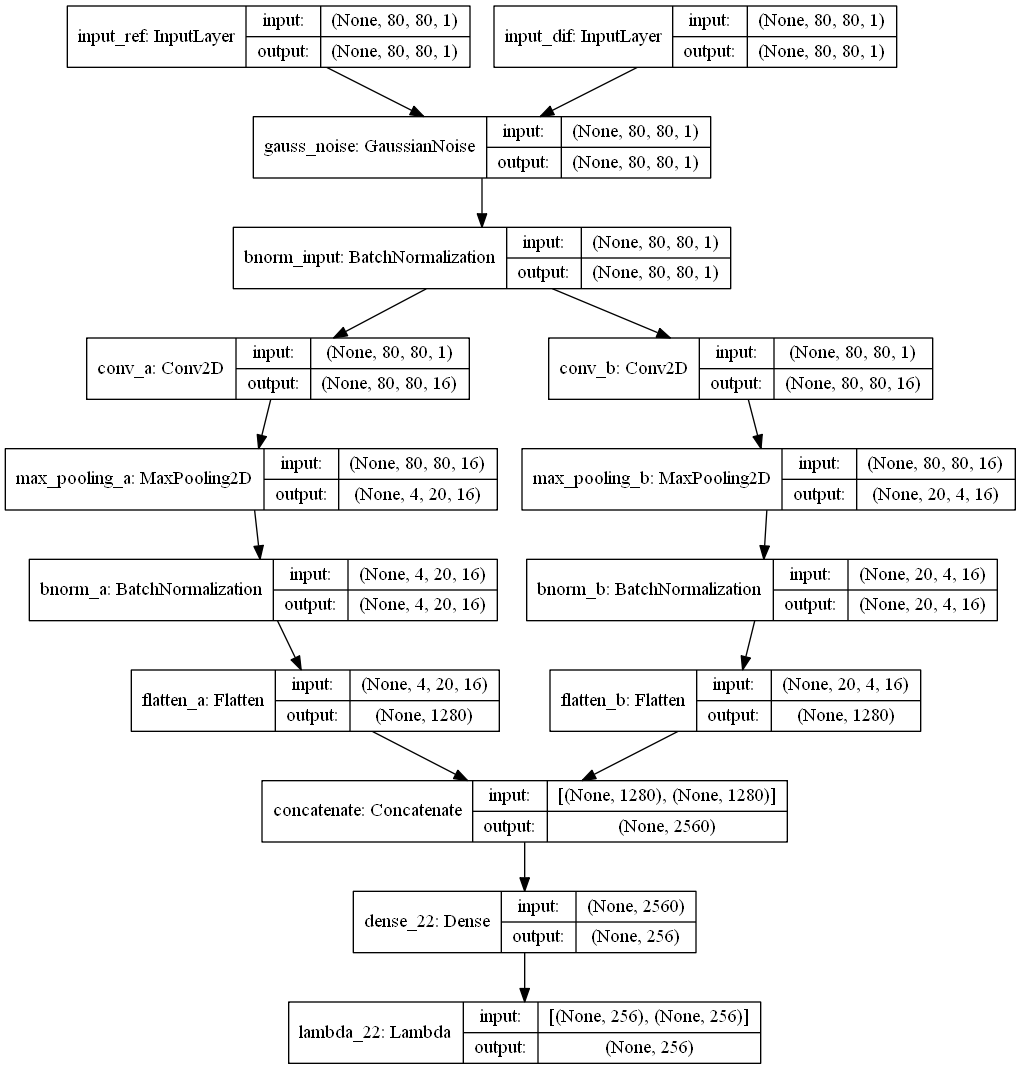 input_ref: InputLayer
input: (None, 80, 80, 1)
output: (None, 80, 80, 1)
input_dif: InputLayer
input: (None, 80, 80, 1)
output: (None, 80, 80, 1)
gauss_noise: GaussianNoise
input: (None, 80, 80, 1)
output: (None, 80, 80, 1)
bnorm_input: BatchNormalization
input: (None, 80, 80, 1)
output: (None, 80, 80, 1)
conv_a: Conv2D
input: (None, 80, 80, 1)
output: (None, 80, 80, 16)
conv_b: Conv2D
input: (None, 80, 80, 1)
output: (None, 80, 80, 16)
max_pooling_a: MaxPooling2D
input: (None, 80, 80, 16)
output: (None, 4, 20, 16)
max_pooling_b: MaxPooling2D
input: (None, 80, 80, 16)
output: (None, 20, 4, 16)
bnorm_a: BatchNormalization
input: (None, 4, 20, 16)
output: (None, 4, 20, 16)
bnorm_b: BatchNormalization
input: (None, 20, 4, 16)
output: (None, 20, 4, 16)
flatten_a: Flatten
input: (None, 4, 20, 16)
output: (None, 1280)
flatten_b: Flatten
input: (None, 20, 4, 16)
output: (None, 1280)
concatenate: Concatenate
input: [(None, 1280), (None, 1280)]
output: (None, 2560)
dense_22: Dense
input: (None, 2560)
output: (None, 256)
lambda_22: Lambda
input: [(None, 256), (None, 256)]
output: (None, 256)